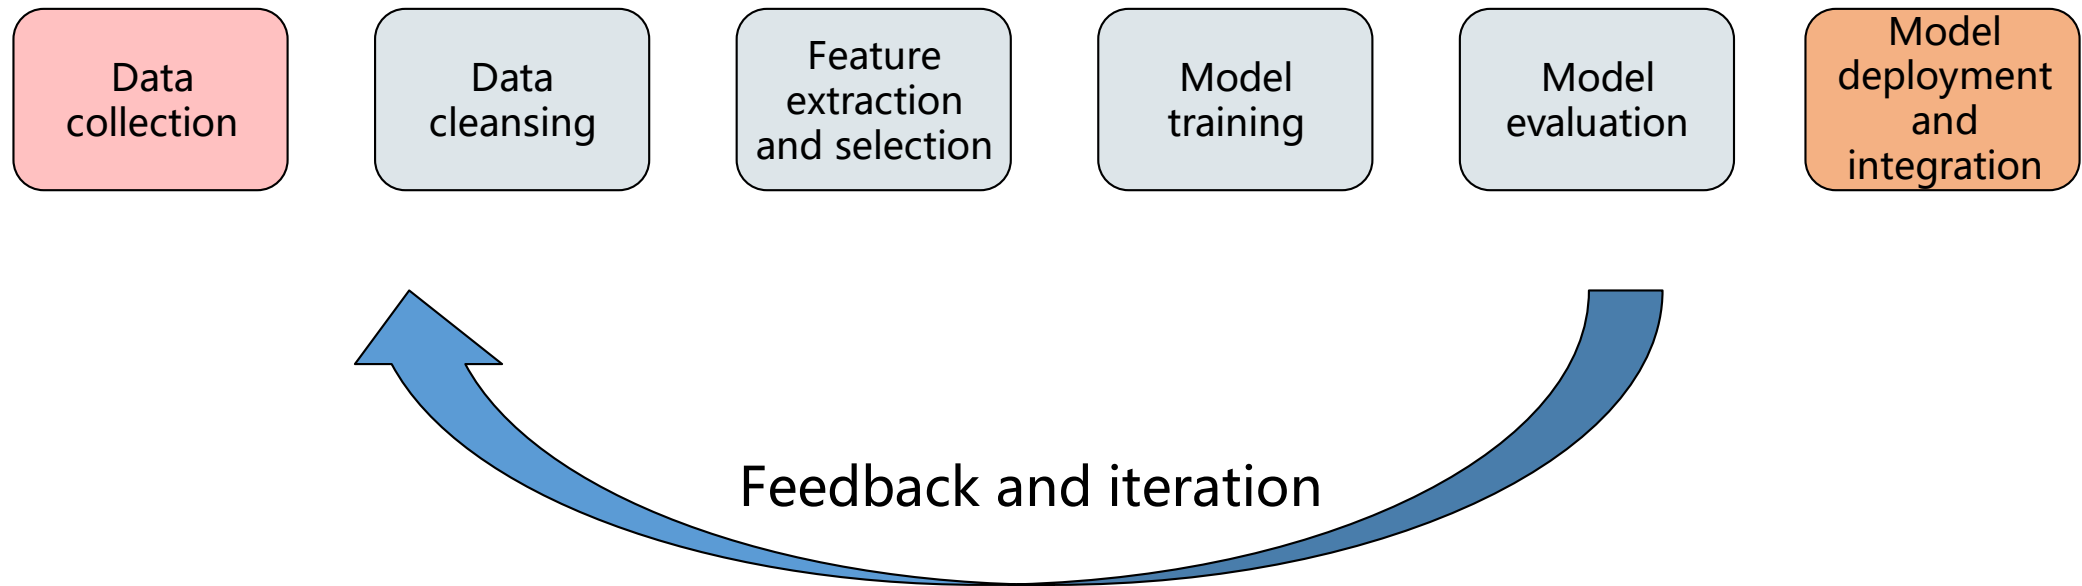 Data
collection
Data
cleansing
Feature
extraction
and selection
Model
training
Model
evaluation
Model
deployment
and
integration
Feedback and iteration